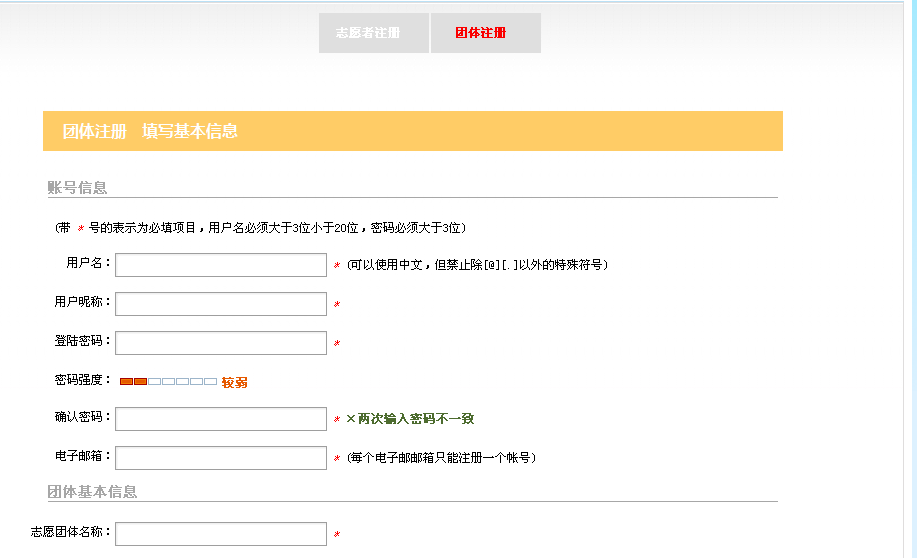 志愿者注册 团体注册
团体注册 填写基本信息
账号信息
(带 * 号的表示为必填项目，用户名必须大于3位小于20位，密码必须大于3位)
用户名： * (可以使用中文，但禁止除[@][.]以外的特殊符号)
用户昵称： *
登陆密码： *
密码强度： 较弱
确认密码： * ×两次输入密码不一致
电子邮箱： * (每个电子邮邮箱只能注册一个帐号)
团体基本信息
志愿团体名称： *